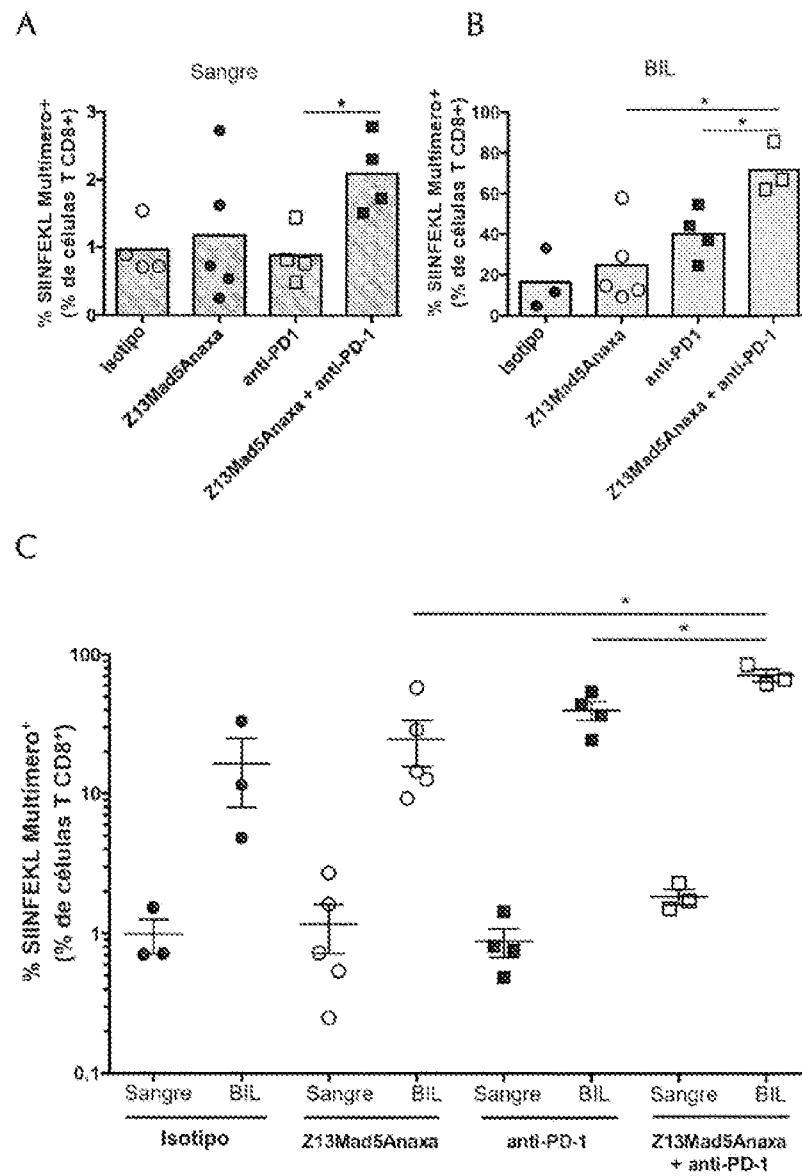 A
Sangre
% SIINFEKL Multímero+
(% de células T CD8+)
3
2
1
0
*
Isotipo
Z13Mad5Anaxa
anti-PD1
Z13Mad5Anaxa + anti-PD-1
B
BIL
% SIINFEKL Multímero+
(% de células T CD8+)
100
80
60
40
20
0
*
*
Isotipo
Z13Mad5Anaxa
anti-PD1
Z13Mad5Anaxa + anti-PD-1
C
% SIINFEKL Multímero+
(% de células T CD8+)
100
10
1
0,1
*
*
Sangre BIL Sangre BIL Sangre BIL Sangre BIL
Isotipo Z13Mad5Anaxa anti-PD-1 Z13Mad5Anaxa
+ anti-PD-1